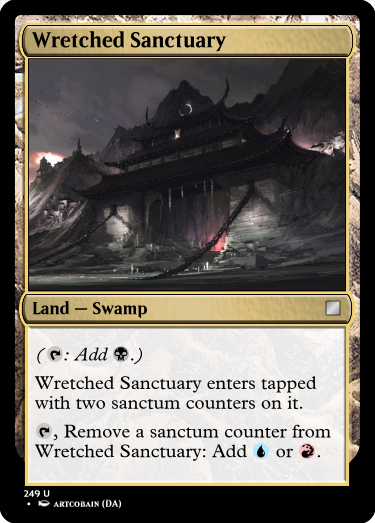 Wretched Sanctuary
Land — Swamp
(: Add .)
Wretched Sanctuary enters tapped
with two sanctum counters on it.
, Remove a sanctum counter from
Wretched Sanctuary: Add or .
249 U
• ARTCOBAIN (DA)